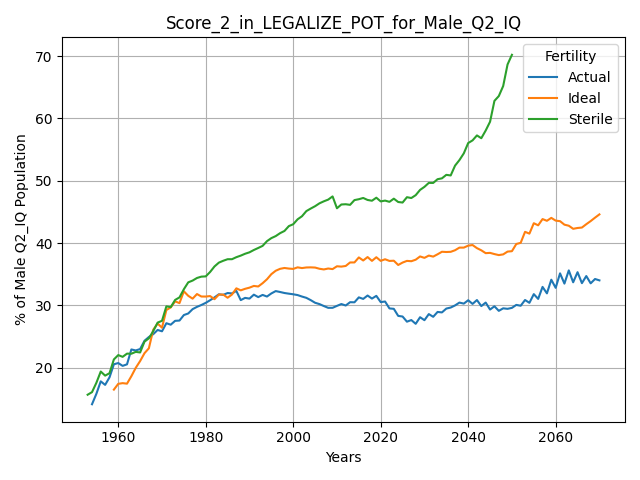 Score_2_in_LEGALIZE_POT_for_Male_Q2_IQ
% of Male Q2_IQ Population
70
60
50
40
30
20
Fertility
Actual
Ideal
Sterile
1960 1980 2000 2020 2040 2060
Years